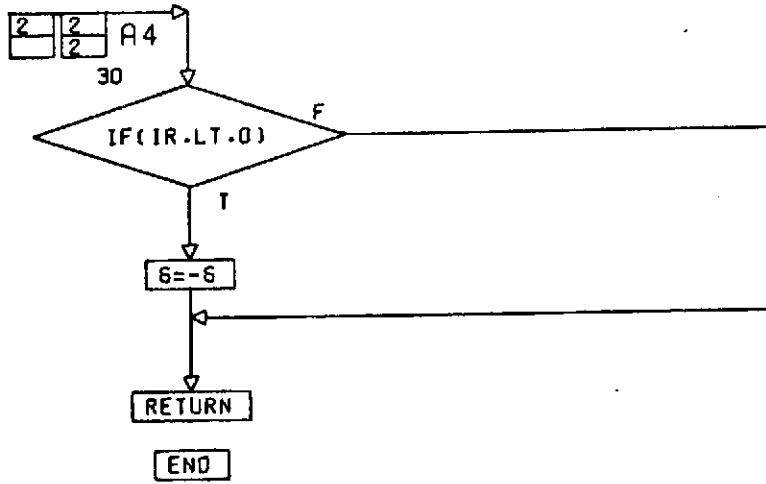 2 2 A4
2
30
IF(IR.LT.0)
F
T
G=-G
RETURN
END